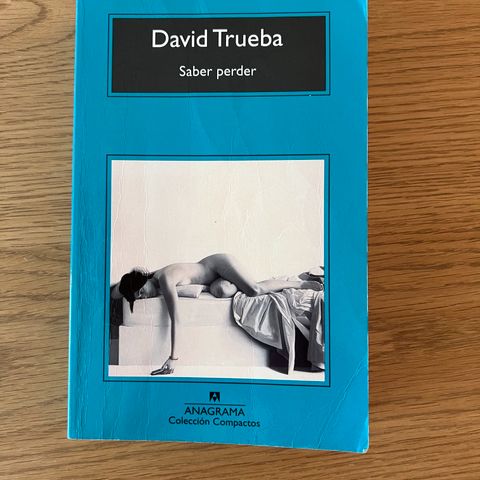 David Trueba
Saber perder
ANAGRAMA
Colección Compactos